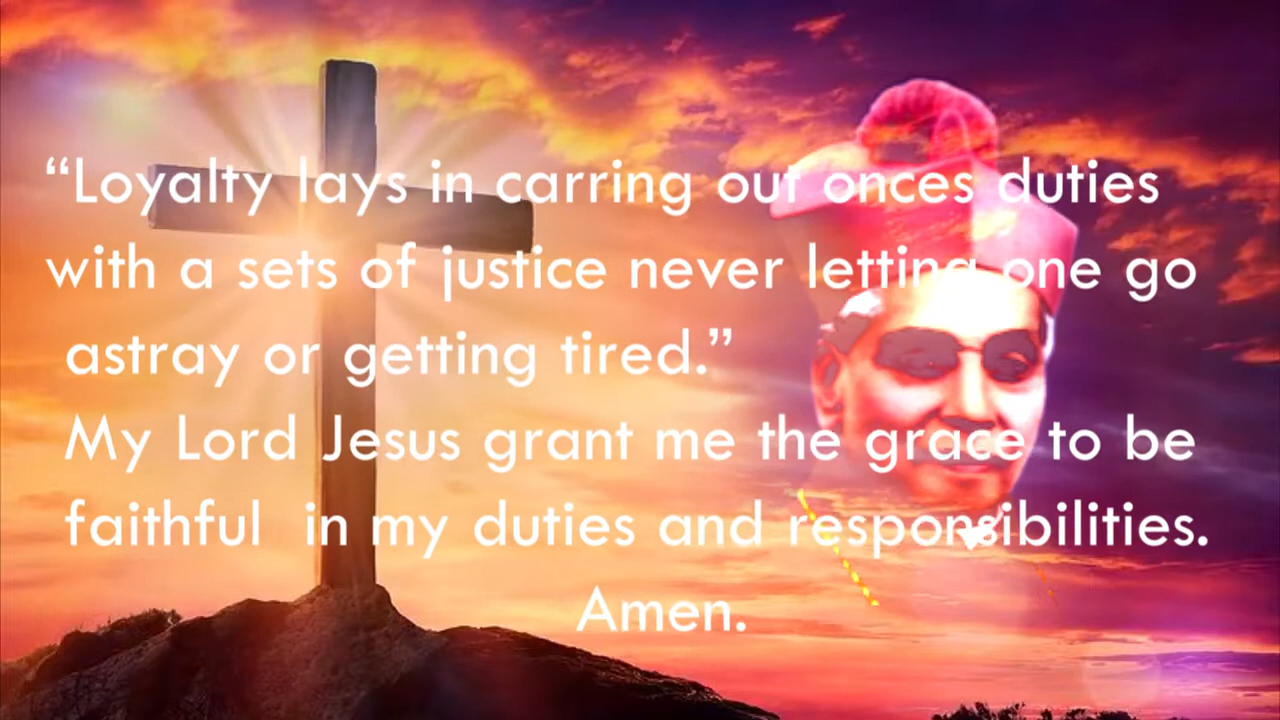 “Loyalty lays in carring out onces duties
with a sets of justice never letting one go
astray or getting tired.”
My Lord Jesus grant me the grace to be
faithful in my duties and responsibilities.
Amen.